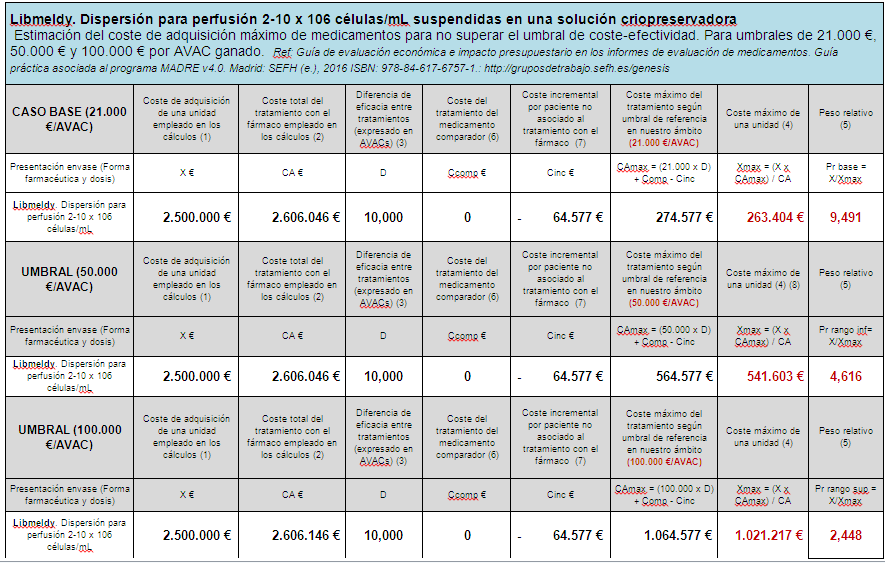 Libmeldy. Dispersión para perfusión 2-10 x 106 células/mL suspendidas en una solución criopreservadora
Estimación del coste de adquisición máximo de medicamentos para no superar el umbral de coste-efectividad. Para umbrales de 21.000 €,
50.000 € y 100.000 € por AVAC ganado. Ref: Guía de evaluación económica e impacto presupuestario en los informes de evaluación de medicamentos. Guía
práctica asociada al programa MADRE v4.0. Madrid: SEFH (e.), 2016 ISBN: 978-84-617-6757-1.: http://gruposdetrabajo.sefh.es/genesis
CASO BASE (21.000
€/AVAC)
Coste de adquisición
de una unidad
empleado en los
cálculos (1)
Coste total del
tratamiento con el
fármaco empleado en
los cálculos (2)
Diferencia de
eficacia entre
tratamientos
(expresado en
AVACs) (3)
Coste del
tratamiento del
medicamento
comparador (6)
Coste incremental
por paciente no
asociado al
tratamiento con el
fármaco (7)
Coste máximo del
tratamiento según
umbral de referencia
en nuestro ámbito
(21.000 €/AVAC)
Coste máximo de
una unidad (4)
Peso relativo
(5)
Presentación envase (Forma
farmacéutica y dosis)
X €
CA €
D
Ccomp €
Cinc €
CAmax = (21.000 x D)
+ Comp - Cinc
Xmax = (X x
CAmax) / CA
Pr base =
X/Xmax
Libmeldy. Dispersión para
perfusión 2-10 x 106
células/mL
2.500.000 €
2.606.046 €
10,000
0
- 64.577 €
274.577 €
263.404 €
9,491
UMBRAL (50.000
€/AVAC)
Coste de adquisición
de una unidad
empleado en los
cálculos (1)
Coste total del
tratamiento con el
fármaco empleado en
los cálculos (2)
Diferencia de
eficacia entre
tratamientos
(expresado en
AVACs) (3)
Coste del
tratamiento del
medicamento
comparador (6)
Coste incremental
por paciente no
asociado al
tratamiento con el
fármaco (7)
Coste máximo del
tratamiento según
umbral de referencia
en nuestro ámbito
(50.000 €/AVAC)
Coste máximo de
una unidad (4) (8)
Peso relativo
(5)
Presentación envase (Forma
farmacéutica y dosis)
X €
CA €
D
Ccomp €
Cinc €
CAmax = (50.000 x D)
+ Comp - Cinc
Xmax = (X x
CAmax) / CA
Pr rango inf=
X/Xmax
Libmeldy. Dispersión para
perfusión 2-10 x 106
células/mL
2.500.000 €
2.606.046 €
10,000
0
- 64.577 €
564.577 €
541.603 €
4,616
UMBRAL (100.000
€/AVAC)
Coste de adquisición
de una unidad
empleado en los
cálculos (1)
Coste total del
tratamiento con el
fármaco empleado en
los cálculos (2)
Diferencia de
eficacia entre
tratamientos
(expresado en
AVACs) (3)
Coste del
tratamiento del
medicamento
comparador (6)
Coste incremental
por paciente no
asociado al
tratamiento con el
fármaco (7)
Coste máximo del
tratamiento según
umbral de referencia
en nuestro ámbito
(100.000 €/AVAC)
Coste máximo de
una unidad (4)
Peso relativo
(5)
Presentación envase (Forma
farmacéutica y dosis)
X €
CA €
D
Ccomp €
Cinc €
CAmax = (100.000 x D)
+ Comp - Cinc
Xmax = (X x
CAmax) / CA
Pr rango sup =
X/Xmax
Libmeldy. Dispersión para
perfusión 2-10 x 106
células/mL
2.500.000 €
2.606.146 €
10,000
0
- 64.577 €
1.064.577 €
1.021.217 €
2,448